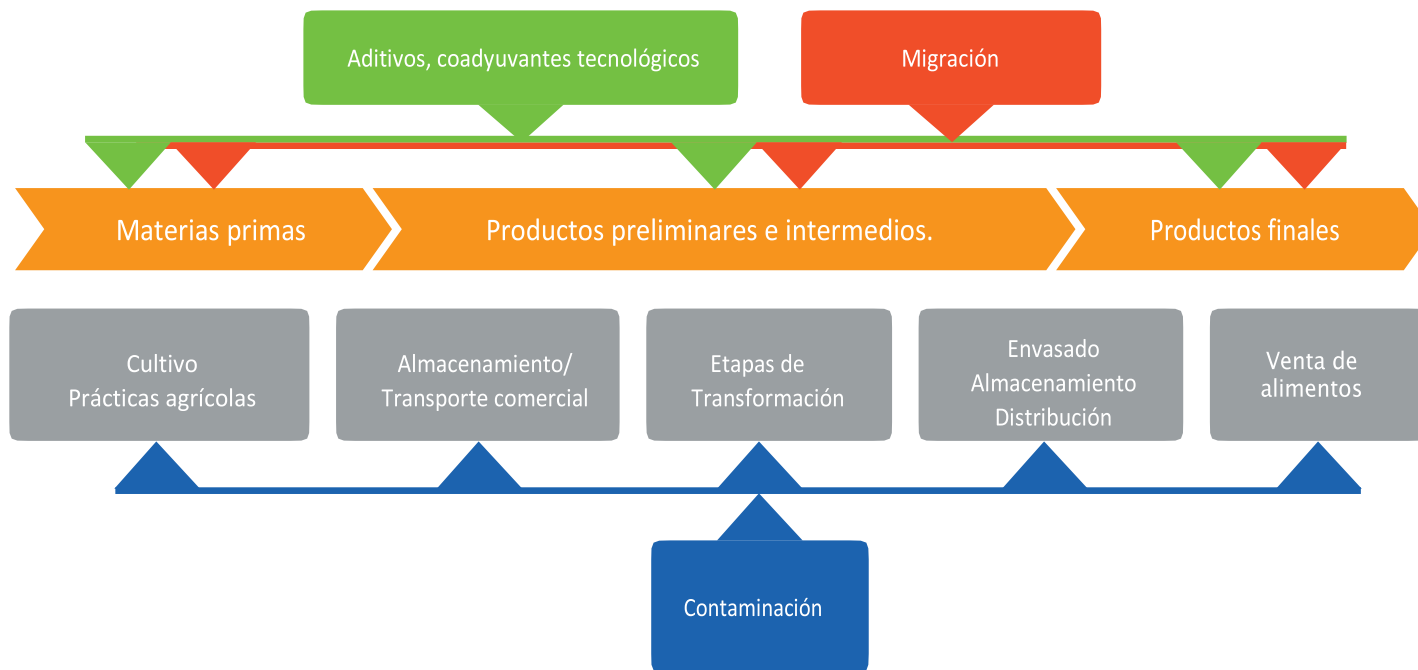 Aditivos, coadyuvantes tecnológicos
Migración
Materias primas
Productos preliminares e intermedios.
Productos finales
Cultivo
Prácticas agrícolas
Almacenamiento/
Transporte comercial
Etapas de
Transformación
Envasado
Almacenamiento
Distribución
Venta de
alimentos
Contaminación